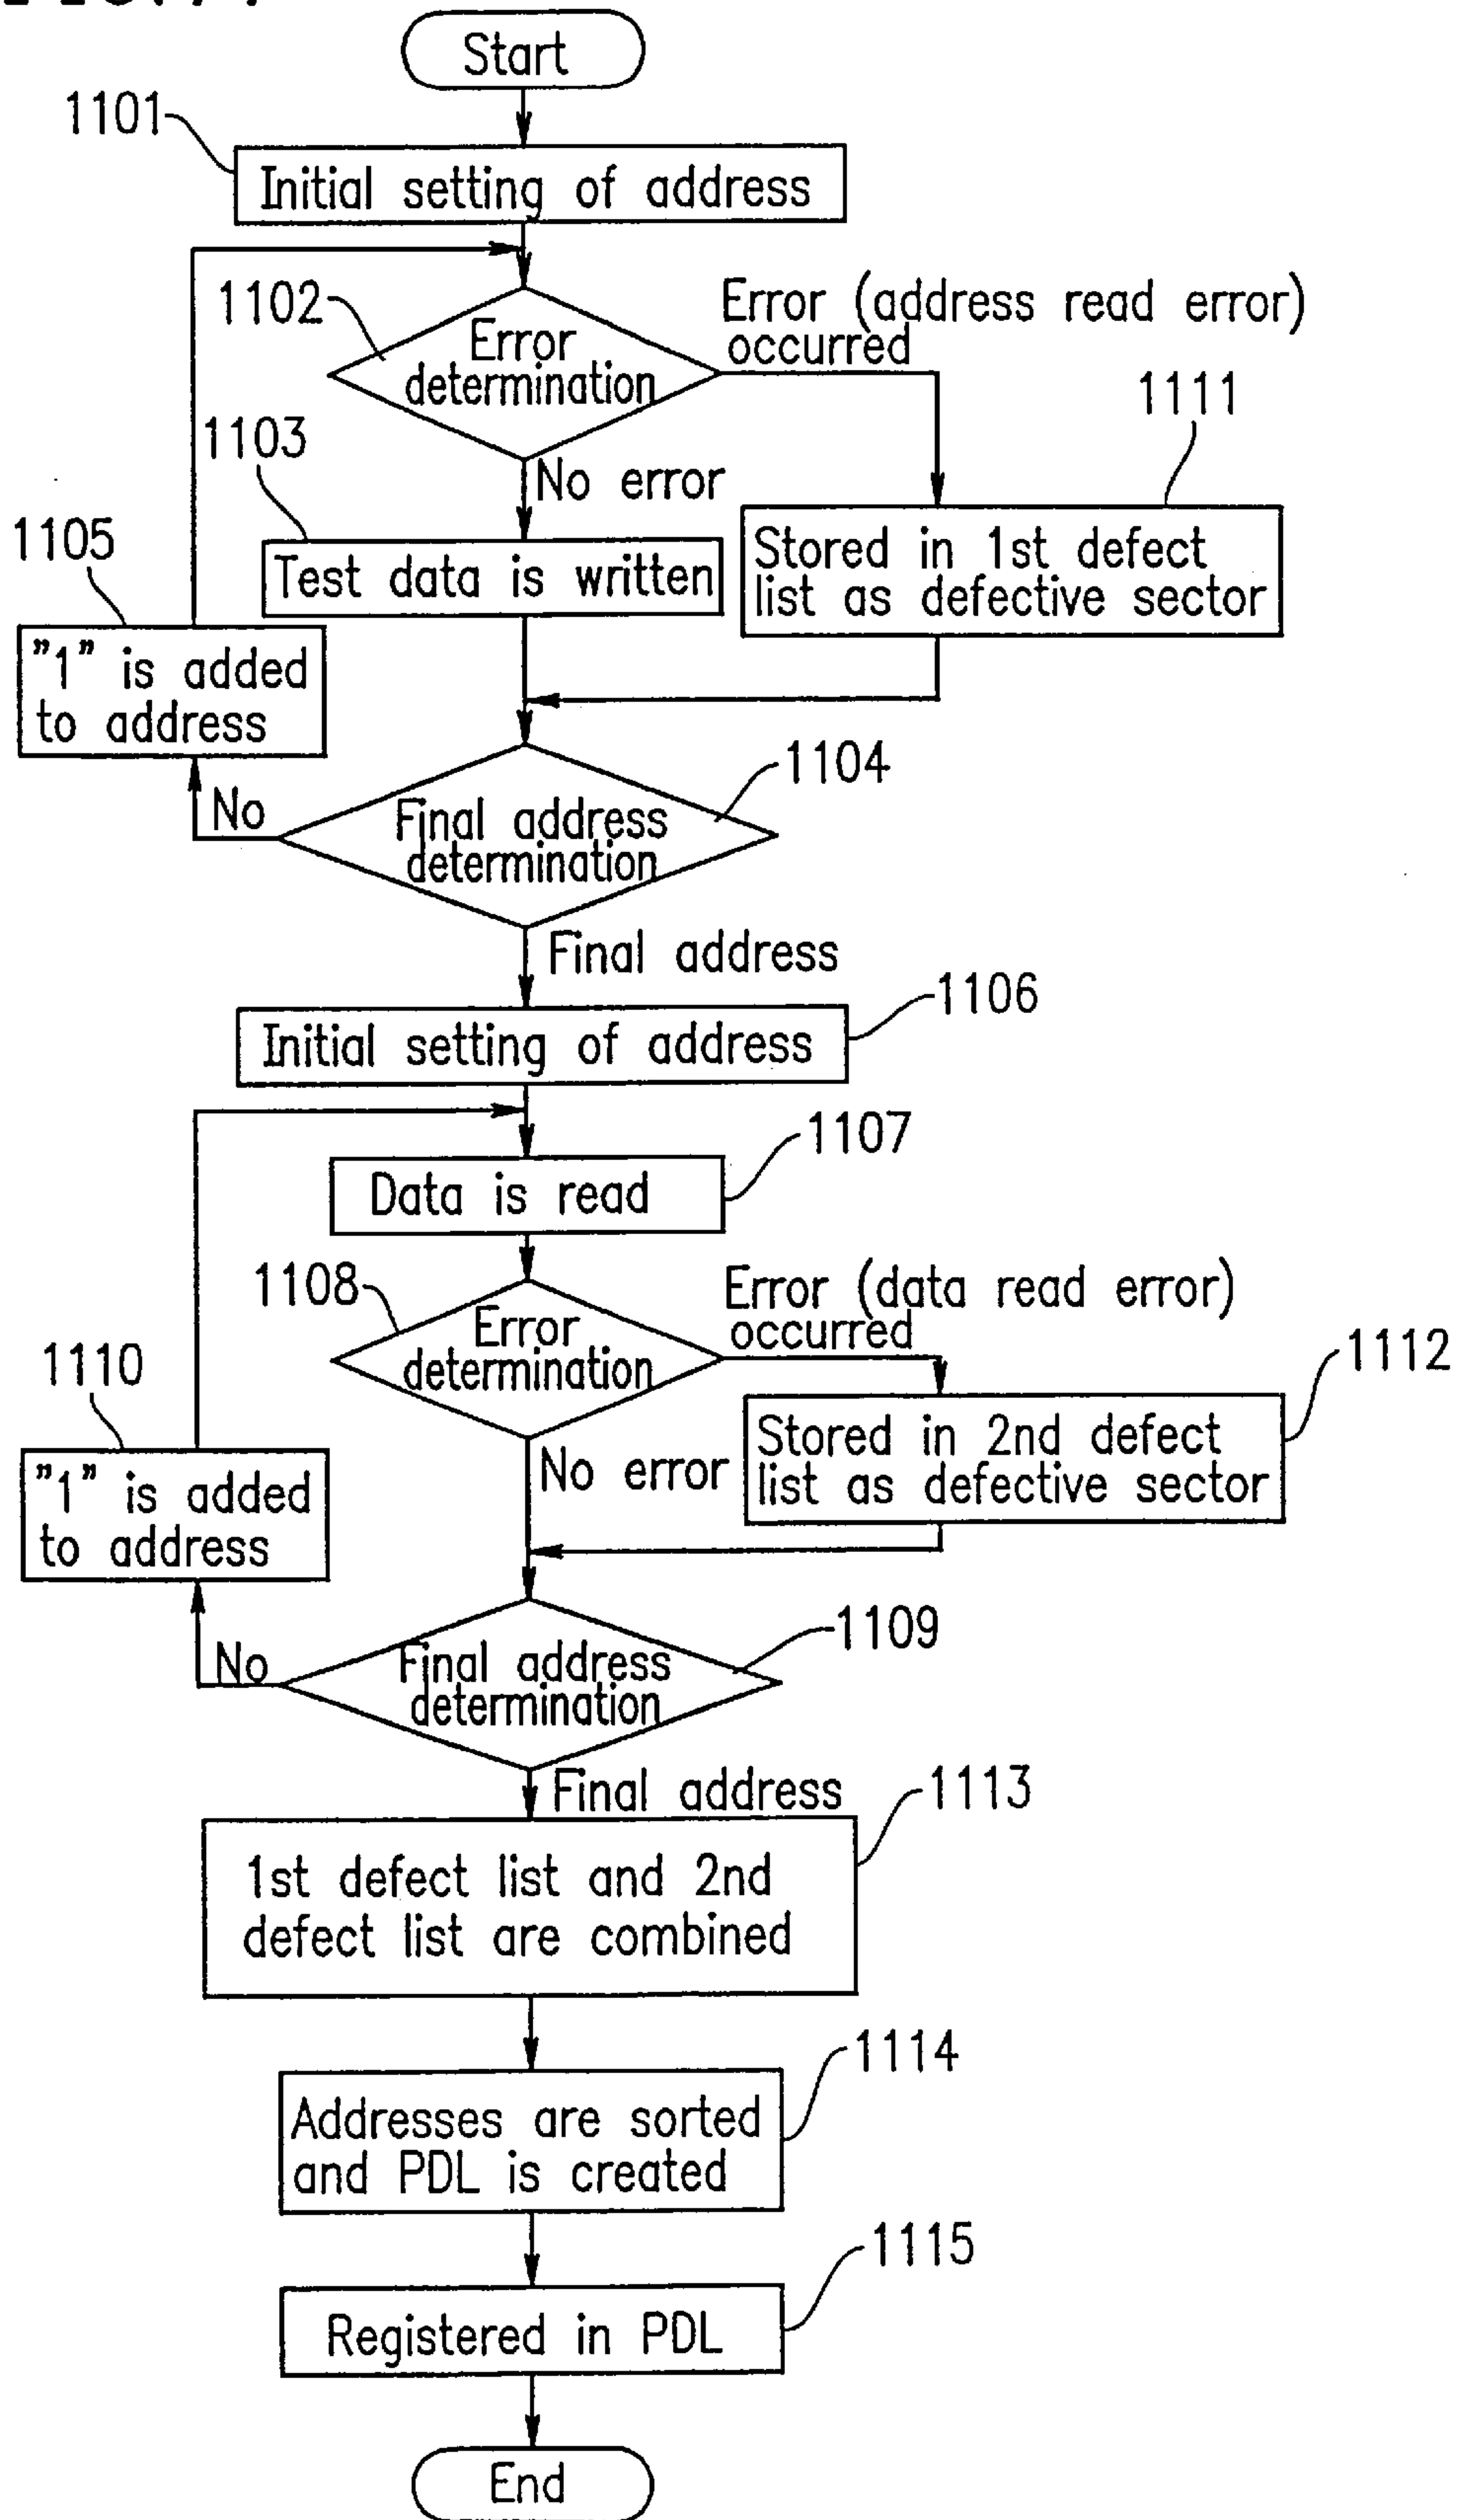 Start
1101
Initial setting of address
1102
Error
determination
Error (address read error)
occurred
1103
No error
1111
Test data is written
Stored in 1st defect
list as defective sector
1105
"1" is added
to address
1104
No
Final address
determination
Final address
1106
Initial setting of address
1107
Data is read
1108
Error
determination
Error (data read error)
occurred
1112
1110
No error
Stored in 2nd defect
list as defective sector
"1" is added
to address
1109
No
Final address
determination
Final address
1113
1st defect list and 2nd
defect list are combined
1114
Addresses are sorted
and PDL is created
1115
Registered in PDL
End